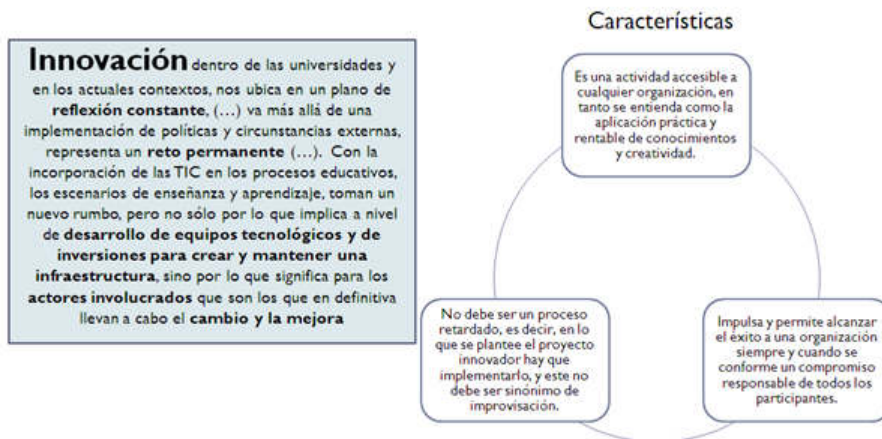 Innovación dentro de las universidades y
en los actuales contextos, nos ubica en un plano de
reflexión constante, (...) va más allá de una
implementación de políticas y circunstancias externas,
representa un reto permanente (...). Con la
incorporación de las TIC en los procesos educativos,
los escenarios de enseñanza y aprendizaje, toman un
nuevo rumbo, pero no sólo por lo que implica a nivel
de desarrollo de equipos tecnológicos y de
inversiones para crear y mantener una
infraestructura, sino por lo que significa para los
actores involucrados que son los que en definitiva
llevan a cabo el cambio y la mejora
Características
Es una actividad accesible a
cualquier organización, en
tanto se entienda como la
aplicación práctica y
rentable de conocimientos
y creatividad.
No debe ser un proceso
retardado, es decir, en lo
que se plantee el proyecto
innovador hay que
implementarlo, y este no
debe ser sinónimo de
improvisación.
Impulsa y permite alcanzar
el éxito a una organización
siempre y cuando se
conforme un compromiso
responsable de todos los
participantes.